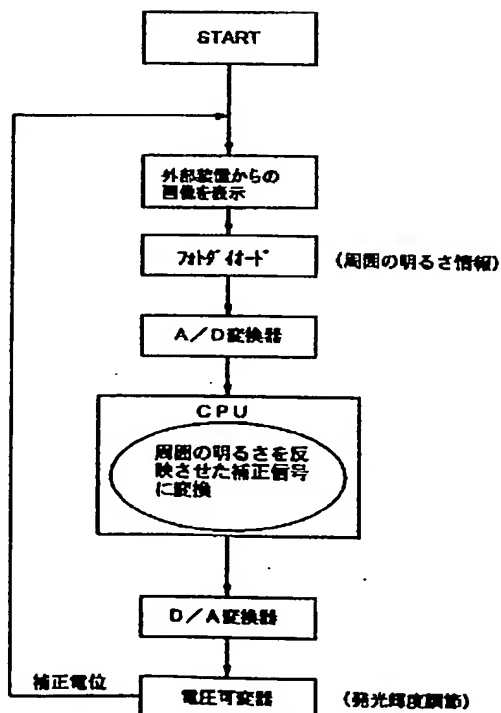 START
外部装置からの
画像を表示
ﾌｫﾄﾀﾞｲｵｰﾄﾞ
(周囲の明るさ情報)
A/D変換器
CPU
周囲の明るさを反
映させた補正信号
に変換
D/A変換器
補正電位
電圧可変器
(発光輝度調節)